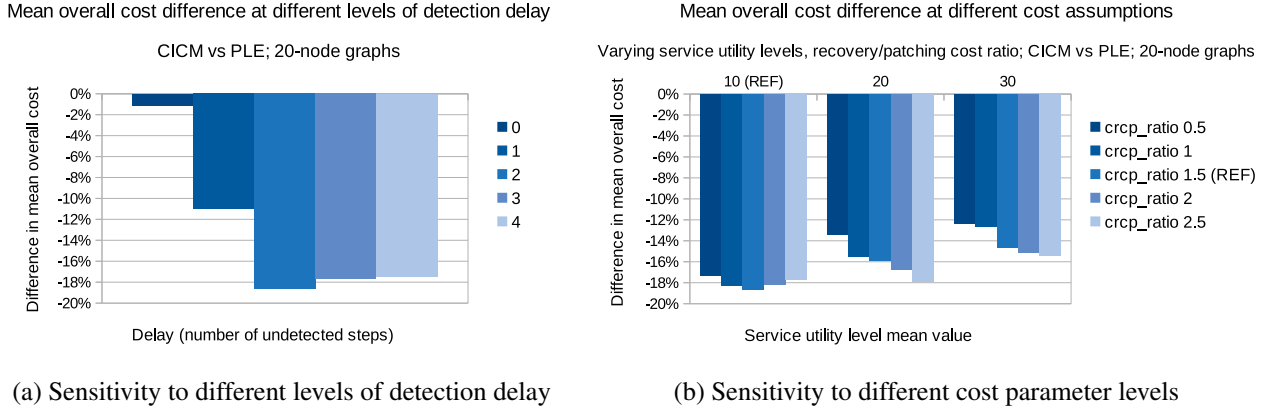 Mean overall cost difference at different levels of detection delay
CICM vs PLE; 20-node graphs
Difference in mean overall cost
0%
-2%
-4%
-6%
-8%
-10%
-12%
-14%
-16%
-18%
-20%
0
1
2
3
4
Delay (number of undetected steps)
(a) Sensitivity to different levels of detection delay
Mean overall cost difference at different cost assumptions
Varying service utility levels, recovery/patching cost ratio; CICM vs PLE; 20-node graphs
10 (REF) 20 30
Difference in mean overall cost
0%
-2%
-4%
-6%
-8%
-10%
-12%
-14%
-16%
-18%
-20%
crcp_ratio 0.5
crcp_ratio 1
crcp_ratio 1.5 (REF)
crcp_ratio 2
crcp_ratio 2.5
Service utility level mean value
(b) Sensitivity to different cost parameter levels